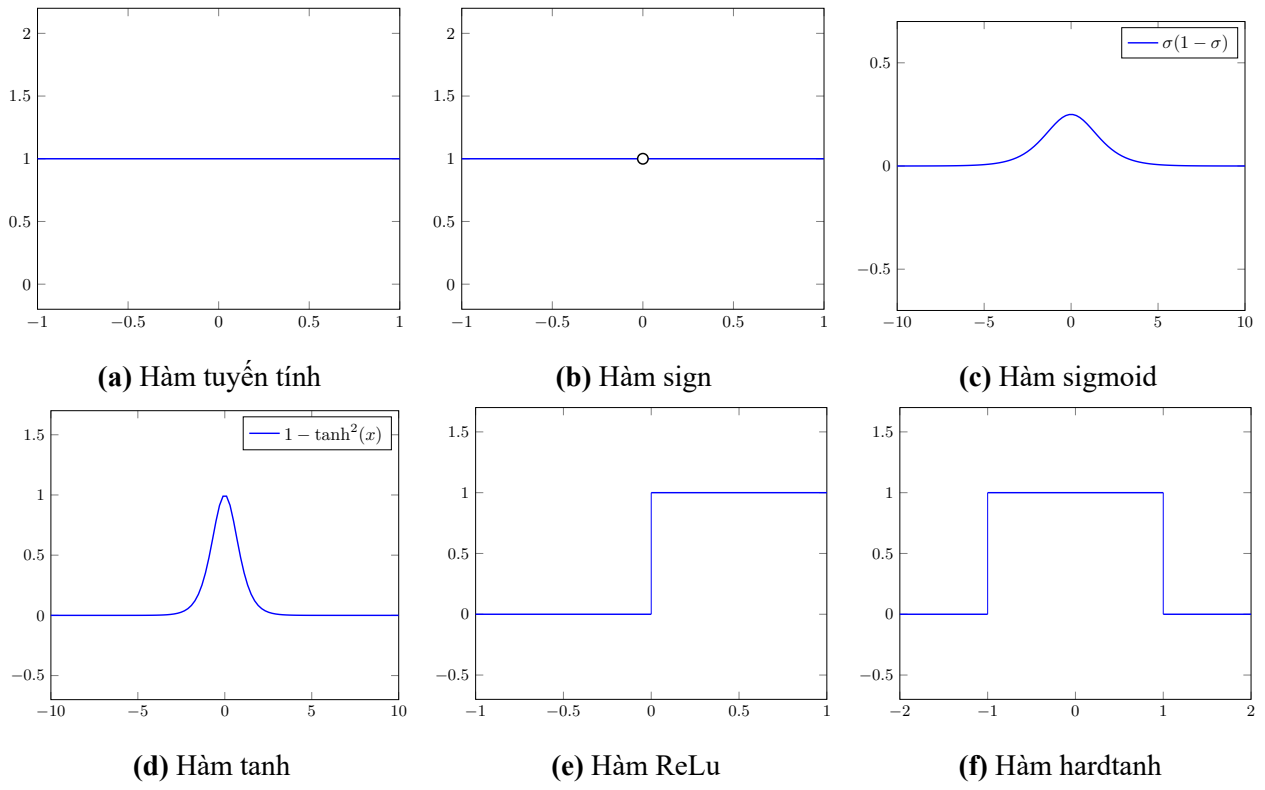 2
1.5
1
0.5
0
−1 −0.5 0 0.5 1
(a) Hàm tuyến tính
2
1.5
1
0.5
0
−1 −0.5 0 0.5 1
(b) Hàm sign
σ(1 − σ)
0.5
0
−0.5
−10 −5 0 5 10
(c) Hàm sigmoid
1 − tanh²(x)
1.5
1
0.5
0
−0.5
−10 −5 0 5 10
(d) Hàm tanh
1.5
1
0.5
0
−0.5
−1 −0.5 0 0.5 1
(e) Hàm ReLu
1.5
1
0.5
0
−0.5
−2 −1 0 1 2
(f) Hàm hardtanh